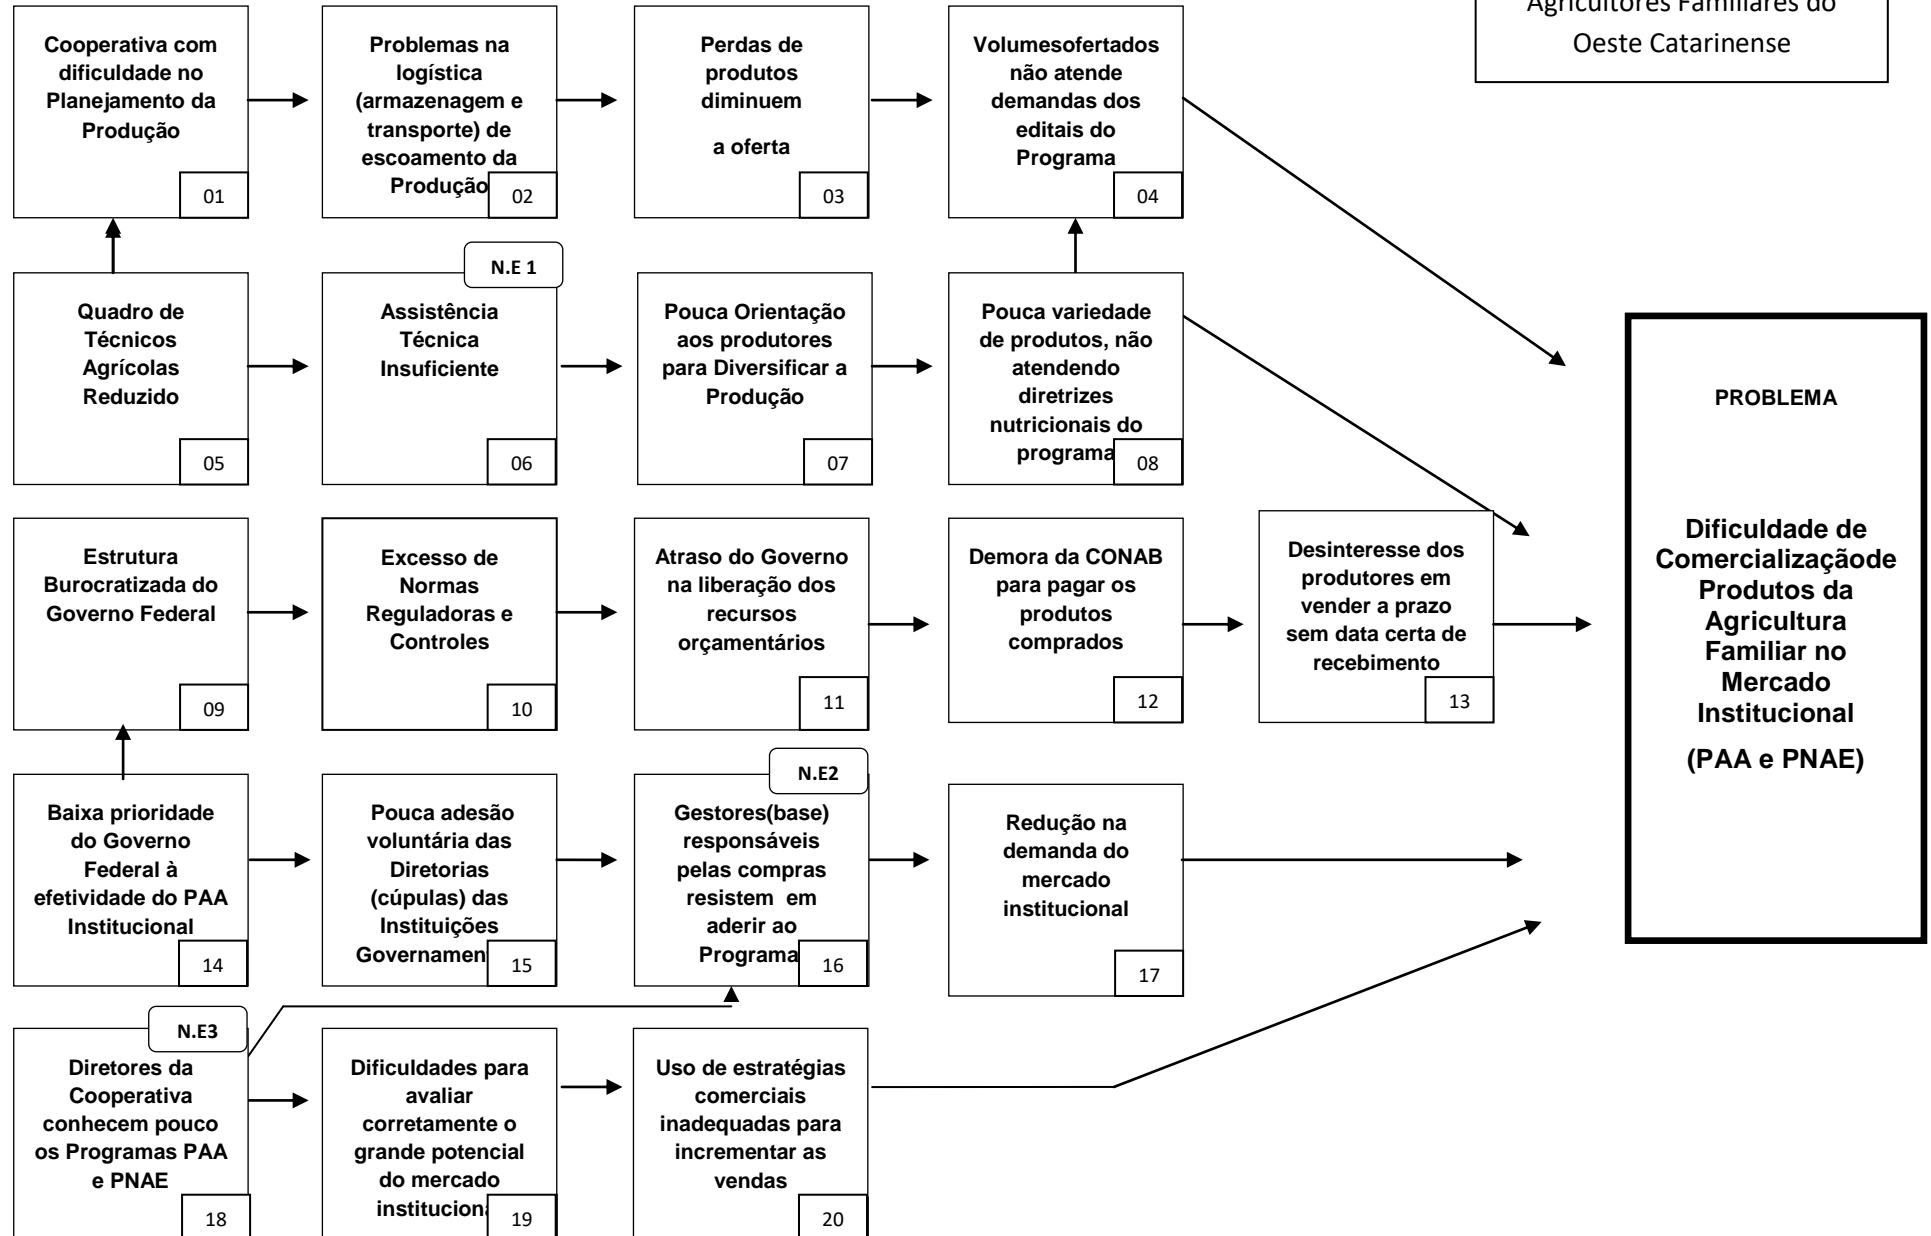 Agricultores Familiares do
Oeste Catarinense
Cooperativa com
dificuldade no
Planejamento da
Produção
01
Problemas na
logística
(armazenagem e
transporte) de
escoamento da
Produção
02
Perdas de
produtos
diminuem
a oferta
03
Volumesofertados
não atende
demandas dos
editais do
Programa
04
Quadro de
Técnicos
Agrícolas
Reduzido
05
N.E 1
Assistência
Técnica
Insuficiente
06
Pouca Orientação
aos produtores
para Diversificar a
Produção
07
Pouca variedade
de produtos, não
atendendo
diretrizes
nutricionais do
programa
08
Estrutura
Burocratizada do
Governo Federal
09
Excesso de
Normas
Reguladoras e
Controles
10
Atraso do Governo
na liberação dos
recursos
orçamentários
11
Demora da CONAB
para pagar os
produtos
comprados
12
Desinteresse dos
produtores em
vender a prazo
sem data certa de
recebimento
13
Baixa prioridade
do Governo
Federal à
efetividade do PAA
Institucional
14
Pouca adesão
voluntária das
Diretorias
(cúpulas) das
Instituições
Governamen
15
N.E2
Gestores(base)
responsáveis
pelas compras
resistem em
aderir ao
Programa
16
Redução na
demanda do
mercado
institucional
17
N.E3
Diretores da
Cooperativa
conhecem pouco
os Programas PAA
e PNAE
18
Dificuldades para
avaliar
corretamente o
grande potencial
do mercado
institucion
19
Uso de estratégias
comerciais
inadequadas para
incrementar as
vendas
20
PROBLEMA
Dificuldade de
Comercializaçãode
Produtos da
Agricultura
Familiar no
Mercado
Institucional
(PAA e PNAE)